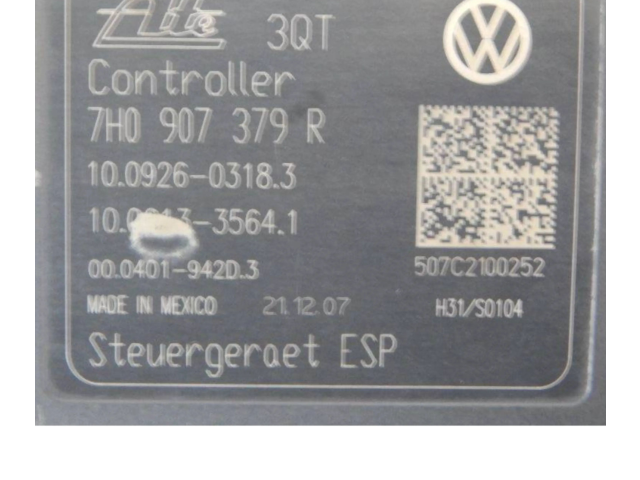 Ate 3QT
Controller
7H0 907 379 R
10.0926-0318.3
-3564.1
00.0401-942D.3
507C2100252
MADE IN MEXICO 21.12.07
H31/S0104
Steuergeraet ESP